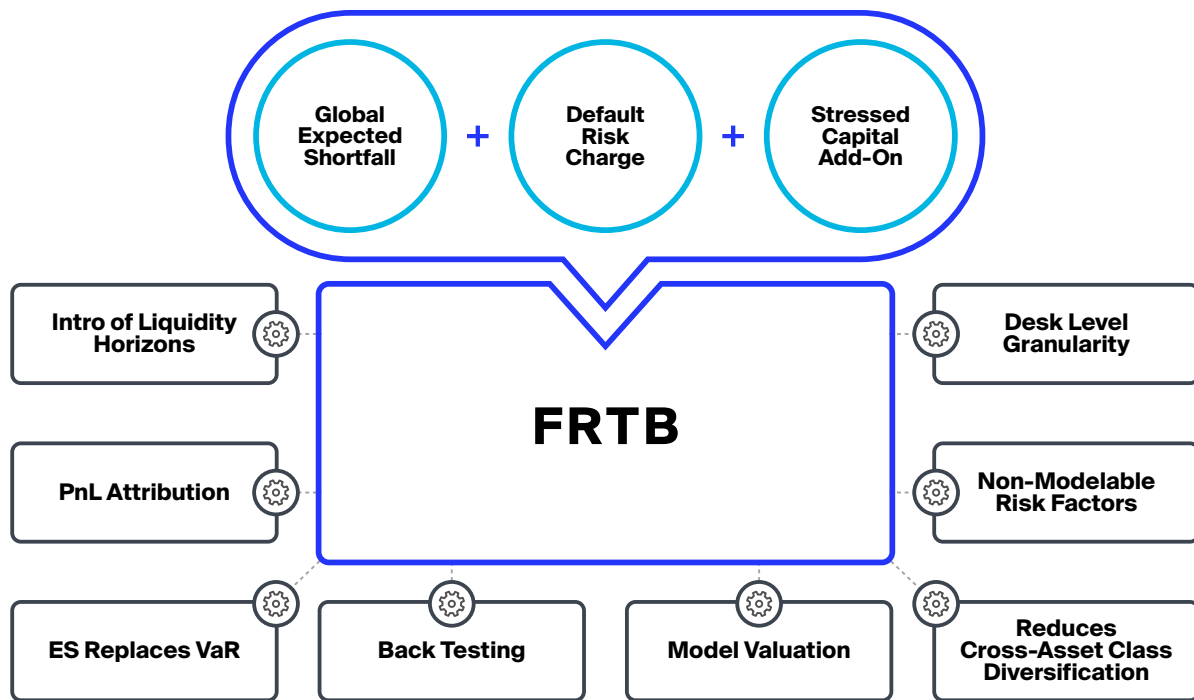 Global
Expected
Shortfall
+
Default
Risk
Charge
+
Stressed
Capital
Add-On
Intro of Liquidity
Horizons
Desk Level
Granularity
FRTB
PnL Attribution
Non-Modelable
Risk Factors
ES Replaces VaR
Back Testing
Model Valuation
Reduces
Cross-Asset Class
Diversification